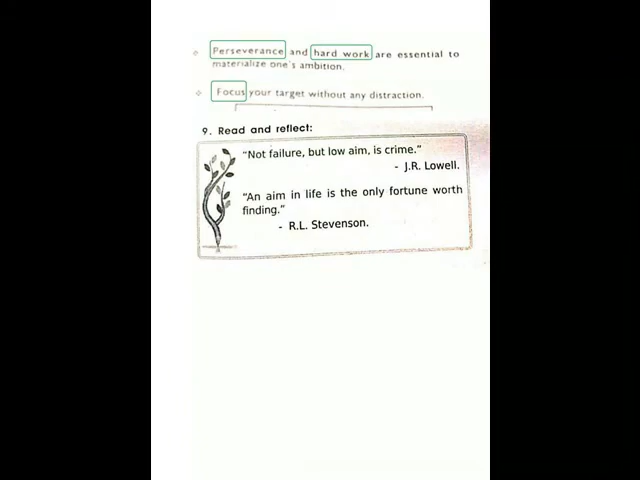 Perseverance and hard work are essential to
materialize one's ambition.
Focus your target without any distraction.
9. Read and reflect:
"Not failure, but low aim, is crime."
- J.R. Lowell.
"An aim in life is the only fortune worth
finding."
- R.L. Stevenson.